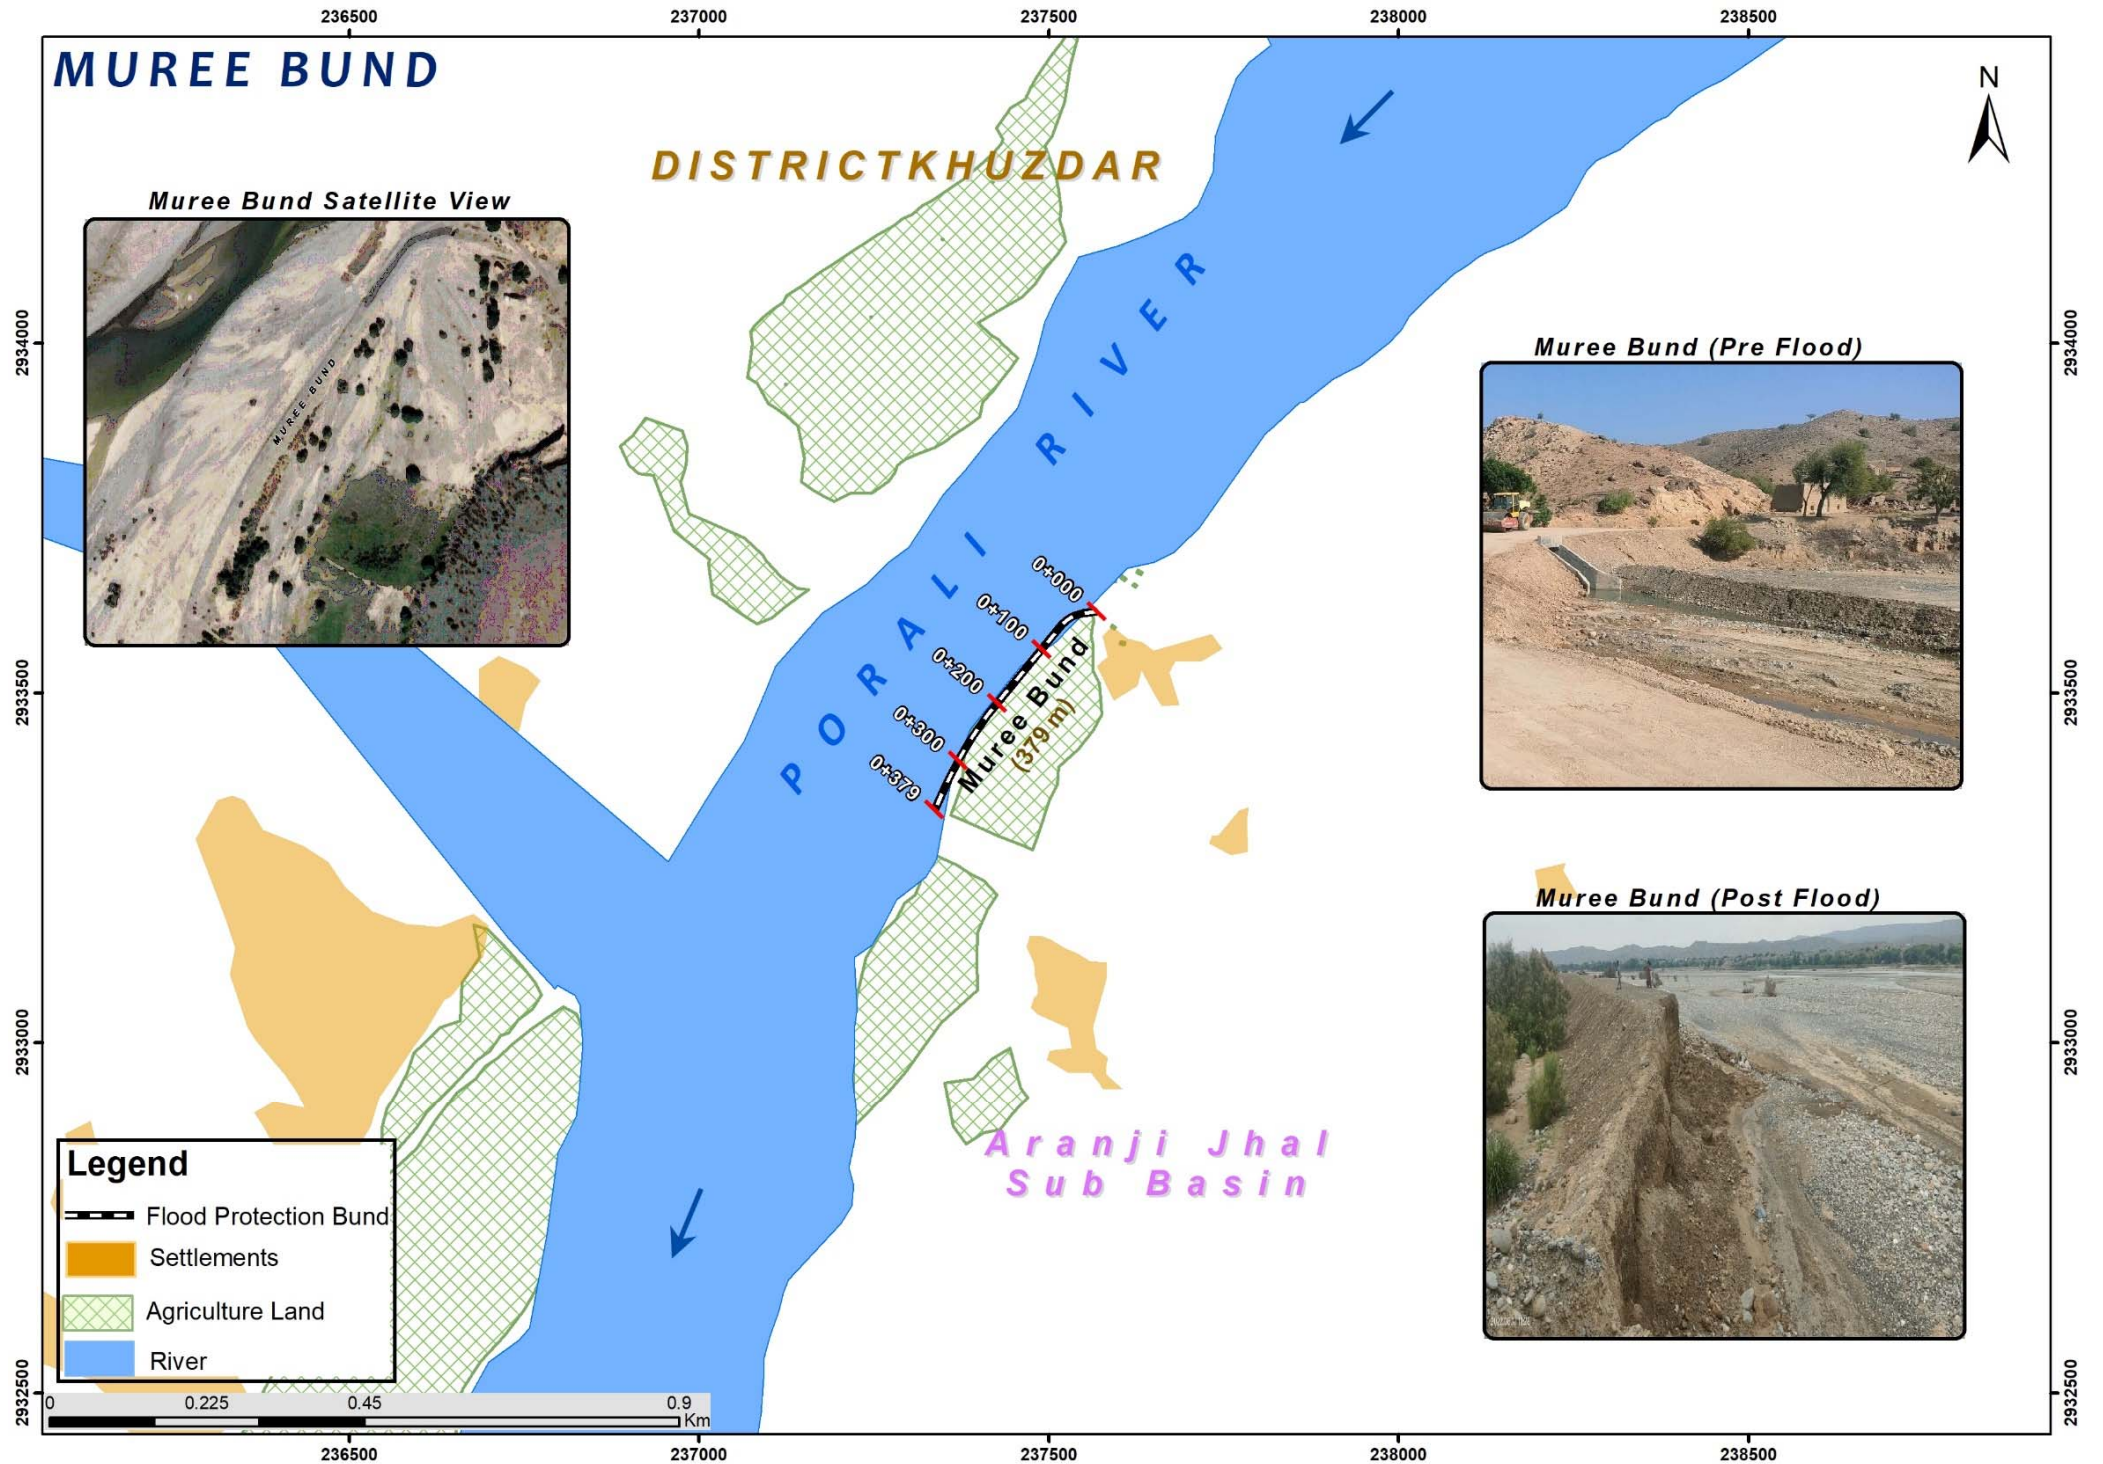 236500
237000
237500
238000
238500
MUREE BUND
N
DISTRICTKHUZDAR
Muree Bund Satellite View
MUREE BUND
2934000
2934000
Muree Bund (Pre Flood)
PORALI RIVER
0+000
0+100
0+200
0+300
0+379
Muree Bund
(379 m)
2933500
2933500
Muree Bund (Post Flood)
2933000
2933000
Aranji Jhal
Sub Basin
Legend
Flood Protection Bund
Settlements
Agriculture Land
River
2932500
2932500
0
0.225
0.45
0.9
Km
236500
237000
237500
238000
238500